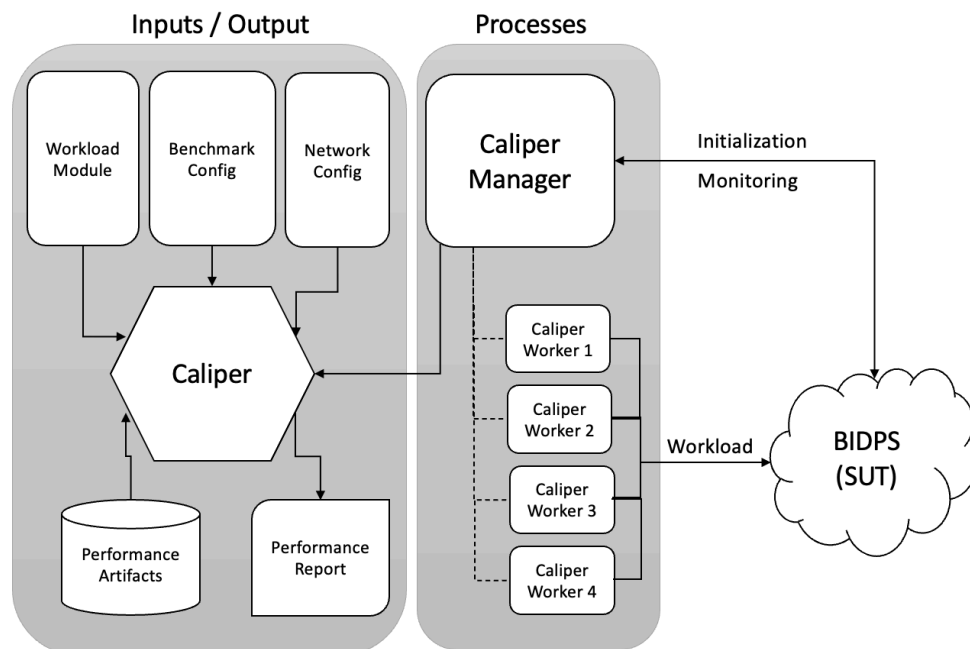 Inputs / Output
Processes
Workload
Module
Benchmark
Config
Network
Config
Caliper
Manager
Initialization
Monitoring
Caliper
Caliper
Worker 1
Caliper
Worker 2
Caliper
Worker 3
Caliper
Worker 4
Workload
BIDPS
(SUT)
Performance
Artifacts
Performance
Report